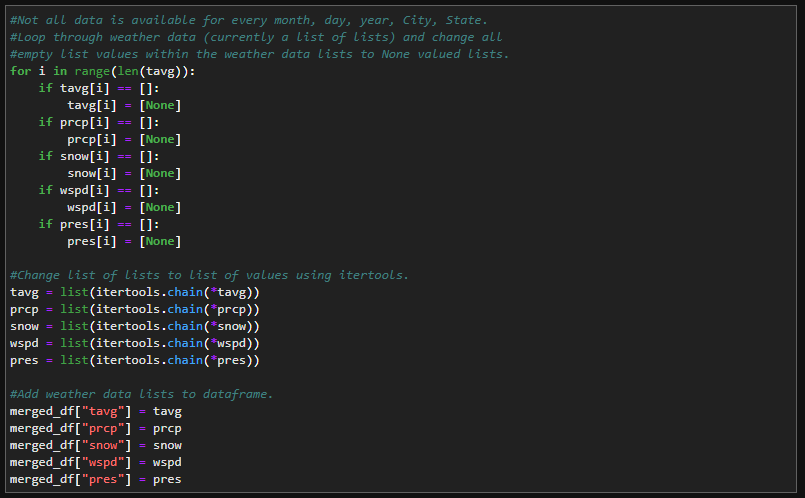 #Not all data is available for every month, day, year, City, State.
#Loop through weather data (currently a list of lists) and change all
#empty list values within the weather data lists to None valued lists.
for i in range(len(tavg)):
    if tavg[i] == []:
        tavg[i] = [None]
    if prcp[i] == []:
        prcp[i] = [None]
    if snow[i] == []:
        snow[i] = [None]
    if wspd[i] == []:
        wspd[i] = [None]
    if pres[i] == []:
        pres[i] = [None]

#Change list of lists to list of values using itertools.
tavg = list(itertools.chain(*tavg))
prcp = list(itertools.chain(*prcp))
snow = list(itertools.chain(*snow))
wspd = list(itertools.chain(*wspd))
pres = list(itertools.chain(*pres))

#Add weather data lists to dataframe.
merged_df["tavg"] = tavg
merged_df["prcp"] = prcp
merged_df["snow"] = snow
merged_df["wspd"] = wspd
merged_df["pres"] = pres